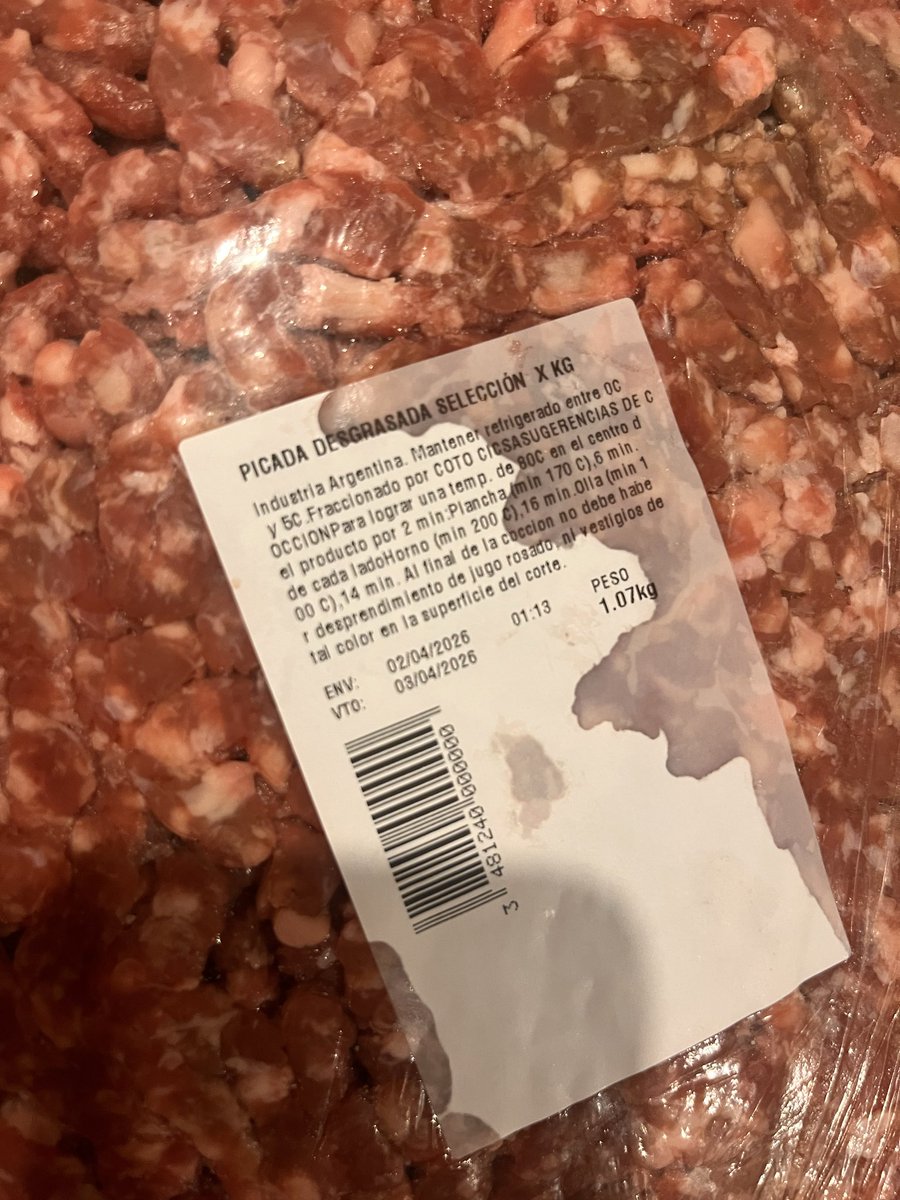 PICADA DESGRASADA SELECCIÓN X KG
Industria Argentina. Mantener refrigerado entre 0C
y 5C.Fraccionado por COTO CICSASUGERENCIAS DE C
OCCIONPara lograr una temp. de 80C en el centro d
el producto por 2 min:Plancha (min 170 C),6 min.
de cada ladoHorno (min 200 C),16 min.Olla (min 1
00 C),14 min. Al final de la coccion no debe habe
r desprendimiento de jugo rosado, ni vestigios de
tal color en la superficie del corte.
ENV: 02/04/2026 01:13 PESO
VTO: 03/04/2026 1.07kg
3 481240 000000